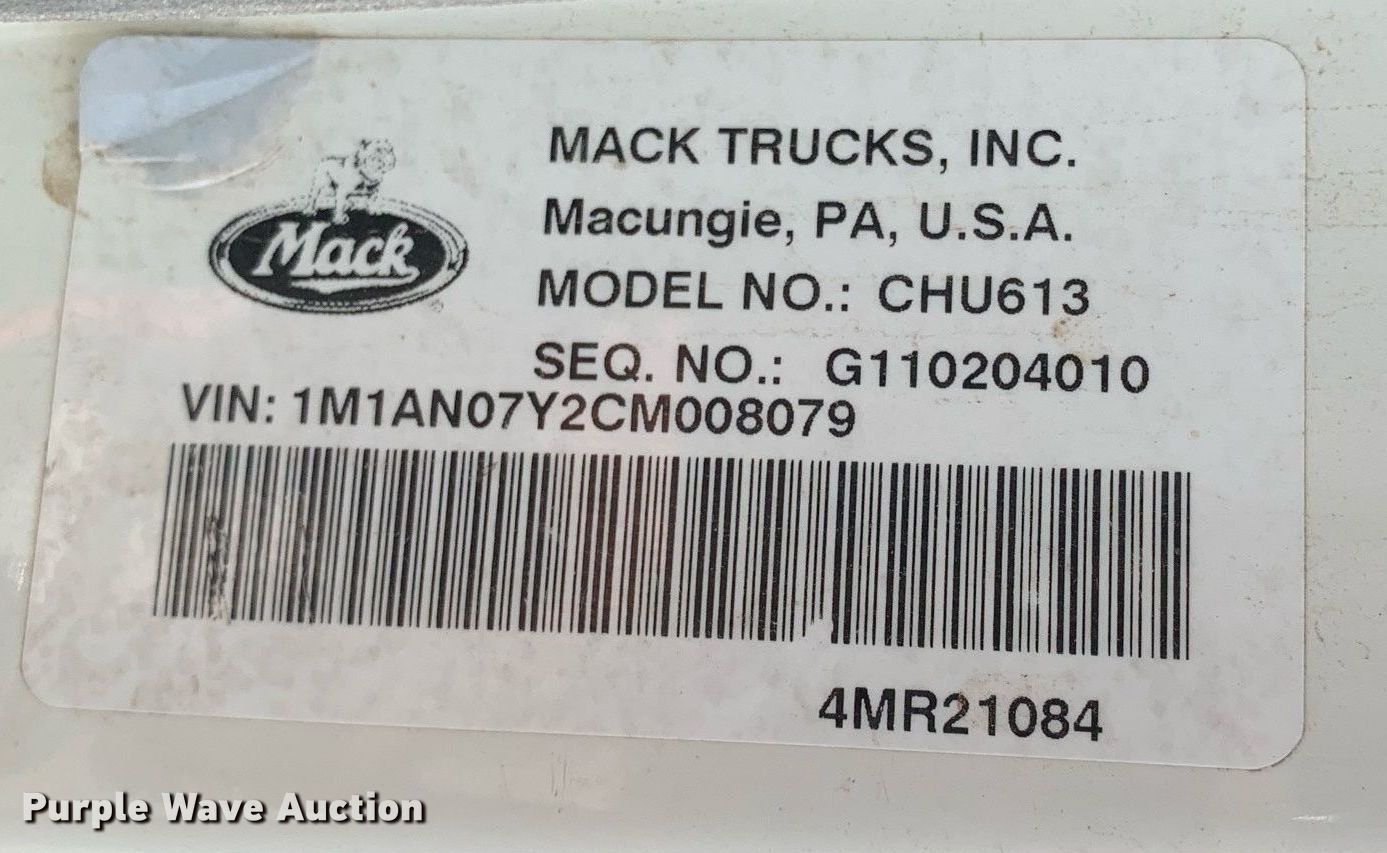 Mack
MACK TRUCKS, INC.
Macungie, PA, U.S.A.
MODEL NO.: CHU613
SEQ. NO.: G110204010
VIN: 1M1AN07Y2CM008079
4MR21084
Purple Wave Auction